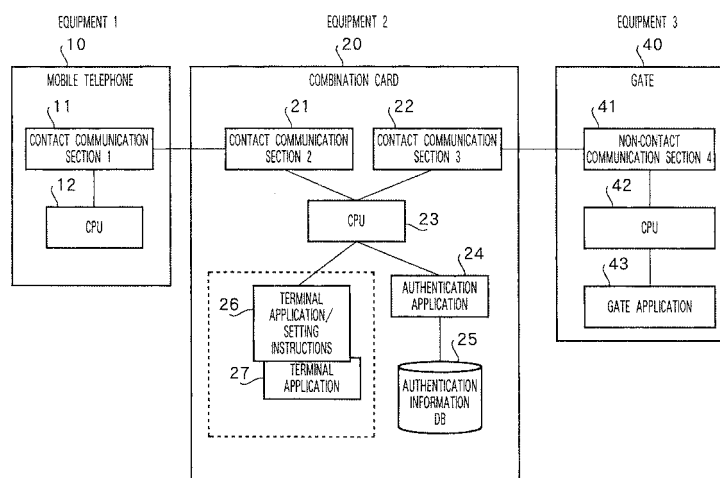 EQUIPMENT 1
EQUIPMENT 2
EQUIPMENT 3
10
20
40
MOBILE TELEPHONE
COMBINATION CARD
GATE
11
21
22
41
CONTACT COMMUNICATION
SECTION 1
CONTACT COMMUNICATION
SECTION 2
CONTACT COMMUNICATION
SECTION 3
NON-CONTACT
COMMUNICATION SECTION 4
12
42
CPU
CPU
23
CPU
24
43
26
TERMINAL
APPLICATION/
SETTING
INSTRUCTIONS
AUTHENTICATION
APPLICATION
GATE APPLICATION
25
27
TERMINAL
APPLICATION
AUTHENTICATION
INFORMATION
DB